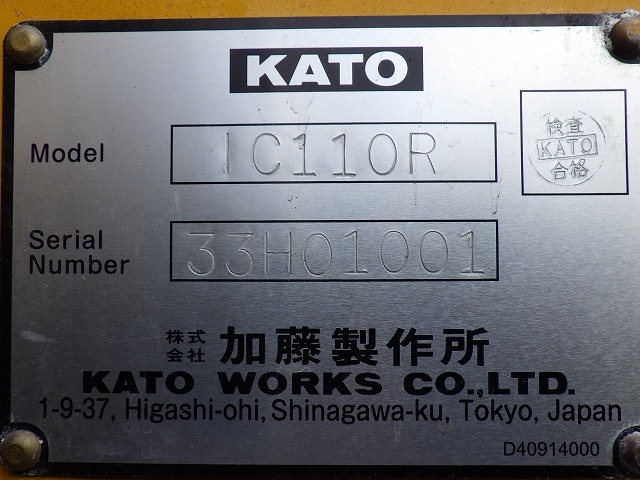 KATO
検査
KATO
合格
Model IC110R
Serial Number 33H01001
株式会社 加藤製作所
KATO WORKS CO.,LTD.
1-9-37, Higashi-ohi, Shinagawa-ku, Tokyo, Japan
D40914000